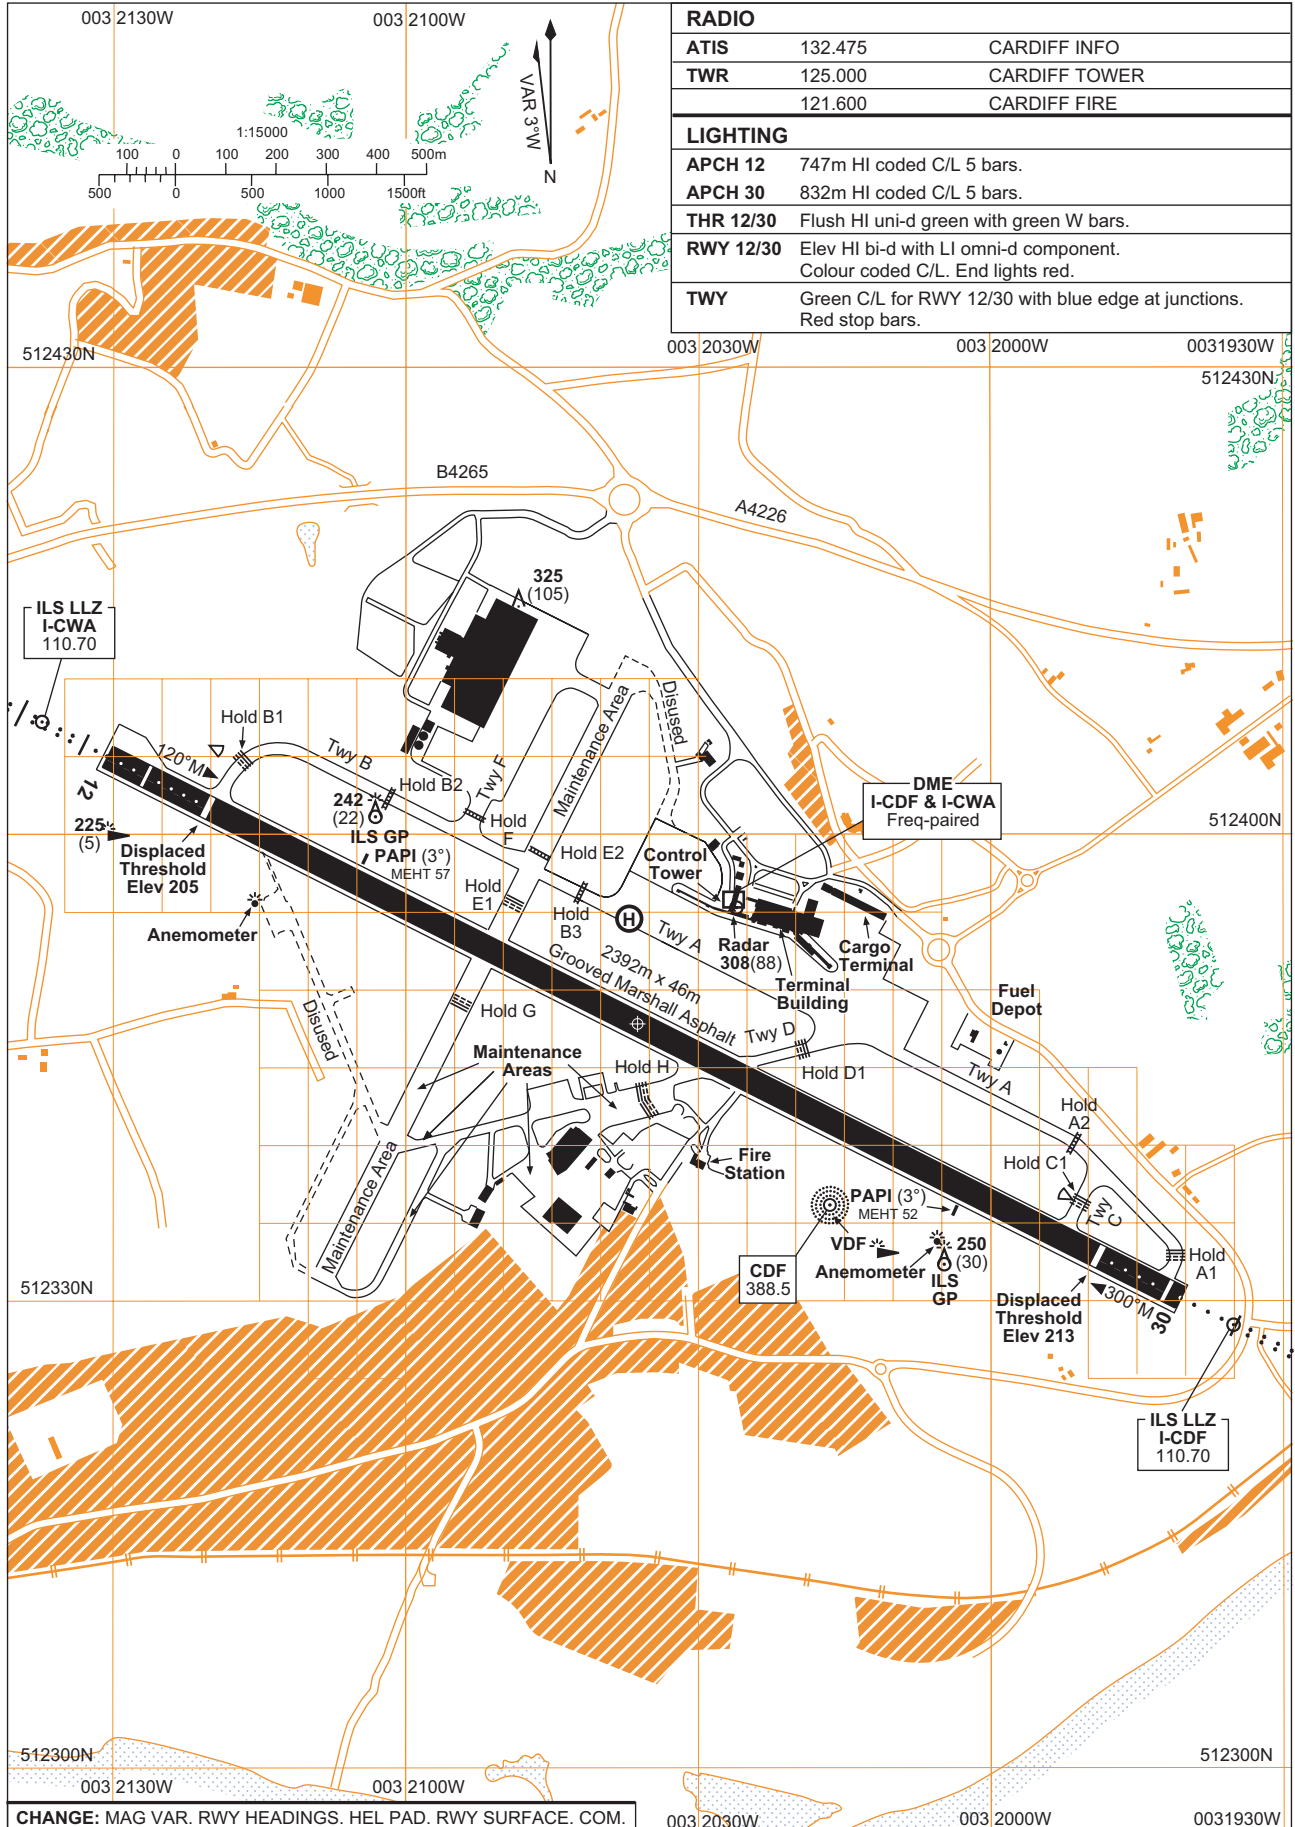 003 2130W
003 2100W
RADIO
ATIS 132.475 CARDIFF INFO
TWR 125.000 CARDIFF TOWER
121.600 CARDIFF FIRE
LIGHTING
APCH 12 747m HI coded C/L 5 bars.
APCH 30 832m HI coded C/L 5 bars.
THR 12/30 Flush HI uni-d green with green W bars.
RWY 12/30 Elev HI bi-d with LI omni-d component.
Colour coded C/L. End lights red.
TWY Green C/L for RWY 12/30 with blue edge at junctions.
Red stop bars.
VAR 3°W
N
1:15000
100 0 100 200 300 400 500m
500 0 500 1000 1500ft
003 2030W
003 2000W
0031930W
512430N
512430N
B4265
A4226
325
(105)
ILS LLZ
I-CWA
110.70
Hold B1
120°M
12
Twy B
Hold B2
Twy F
Maintenance Area
Disused
242
(22)
ILS GP
PAPI (3°)
MEHT 57
Hold
F
225
(5)
Displaced
Threshold
Elev 205
Hold E2
Control
Tower
DME
I-CDF & I-CWA
Freq-paired
512400N
Hold
E1
Hold
B3
H
Twy A
Anemometer
Radar
308(88)
Cargo
Terminal
Terminal
Building
2392m x 46m
Grooved Marshall Asphalt
Fuel
Depot
Disused
Hold G
Twy D
Maintenance
Areas
Hold H
Hold D1
Twy A
Hold
A2
Hold C1
Twy
C
Fire
Station
PAPI (3°)
MEHT 52
Maintenance Area
VDF
Anemometer
250
(30)
ILS
GP
CDF
388.5
Hold
A1
512330N
Displaced
Threshold
Elev 213
300°M
30
ILS LLZ
I-CDF
110.70
512300N
512300N
003 2130W
003 2100W
003 2030W
003 2000W
0031930W
CHANGE: MAG VAR. RWY HEADINGS. HEL PAD. RWY SURFACE. COM.